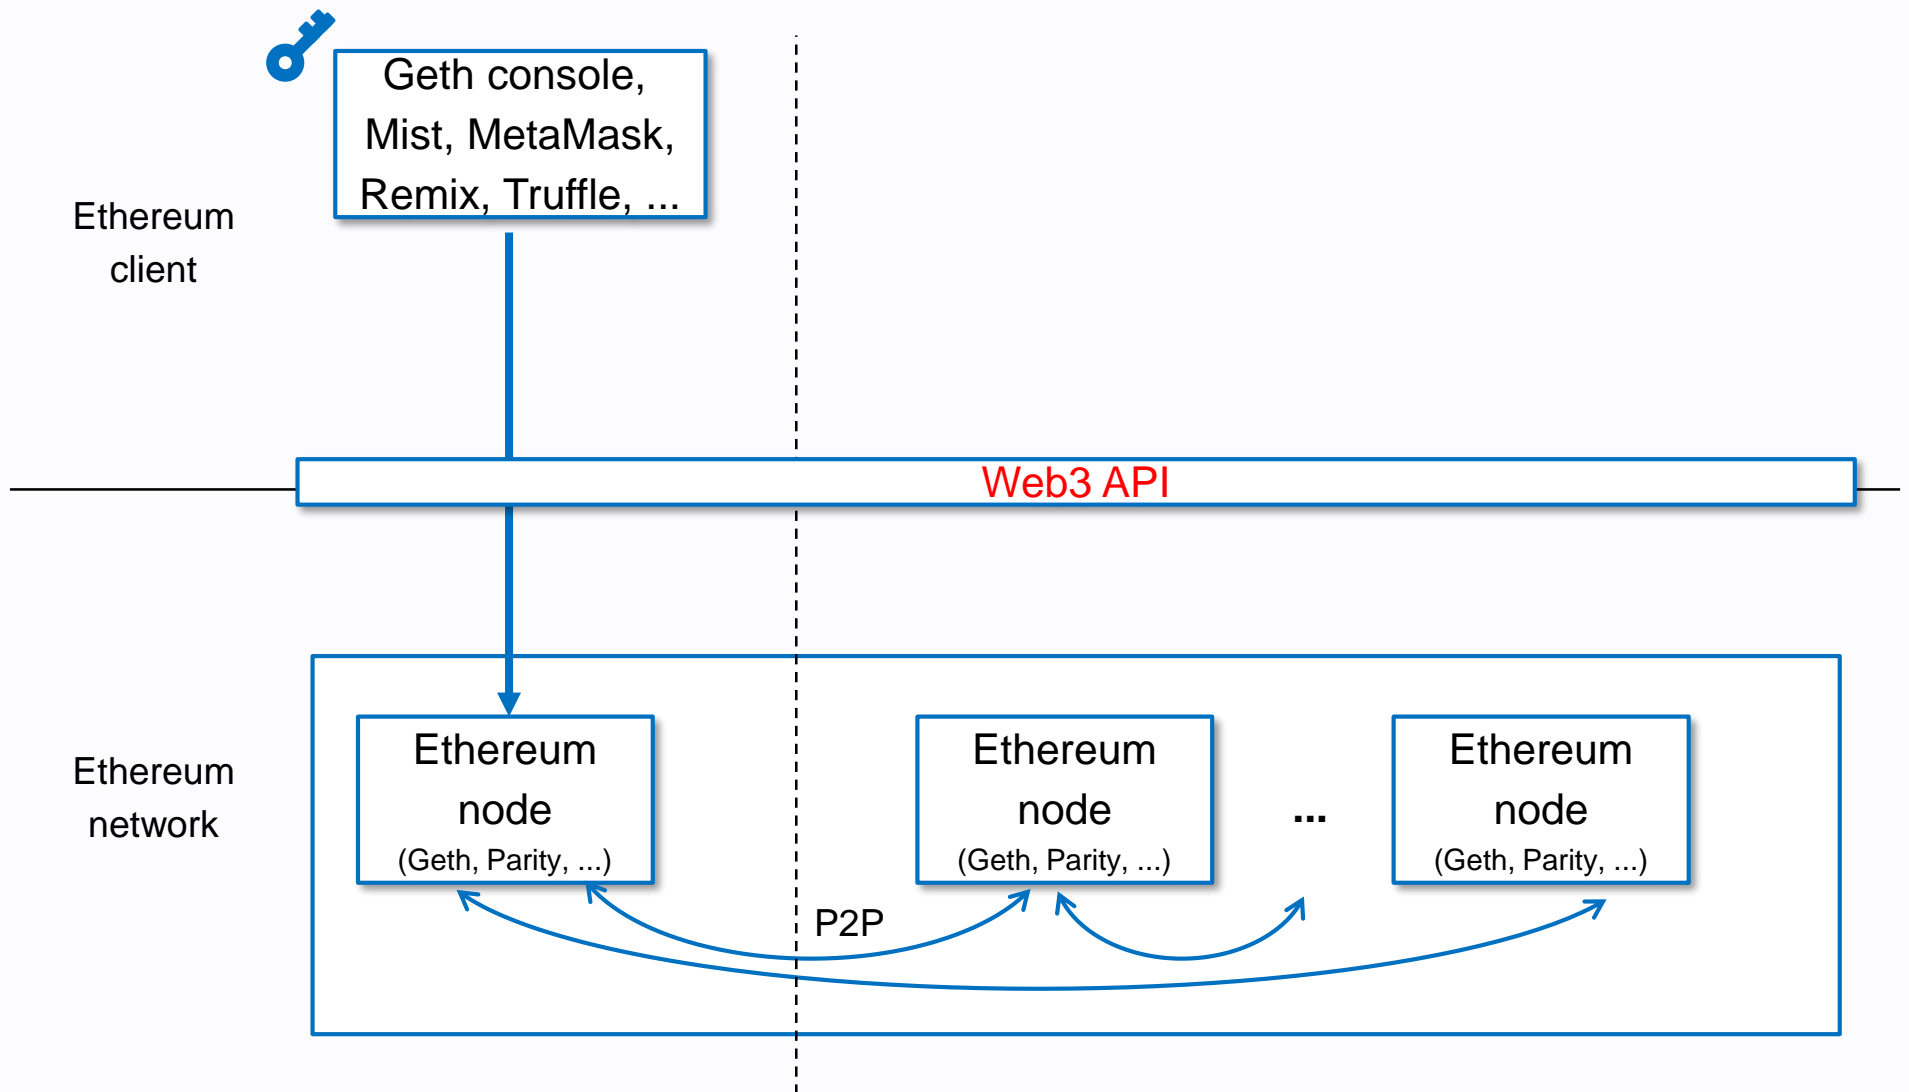 Geth console,
Mist, MetaMask,
Remix, Truffle, ...
Ethereum
client
Web3 API
Ethereum
network
Ethereum
node
(Geth, Parity, ...)
Ethereum
node
(Geth, Parity, ...)
...
Ethereum
node
(Geth, Parity, ...)
P2P